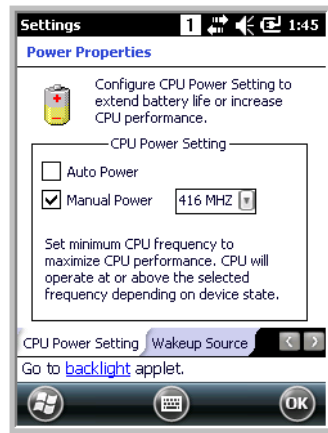 Settings 1 1:45
Power Properties
Configure CPU Power Setting to
extend battery life or increase
CPU performance.
CPU Power Setting
Auto Power
Manual Power 416 MHZ
Set minimum CPU frequency to
maximize CPU performance. CPU will
operate at or above the selected
frequency depending on device state.
CPU Power Setting Wakeup Source
Go to backlight applet.
OK